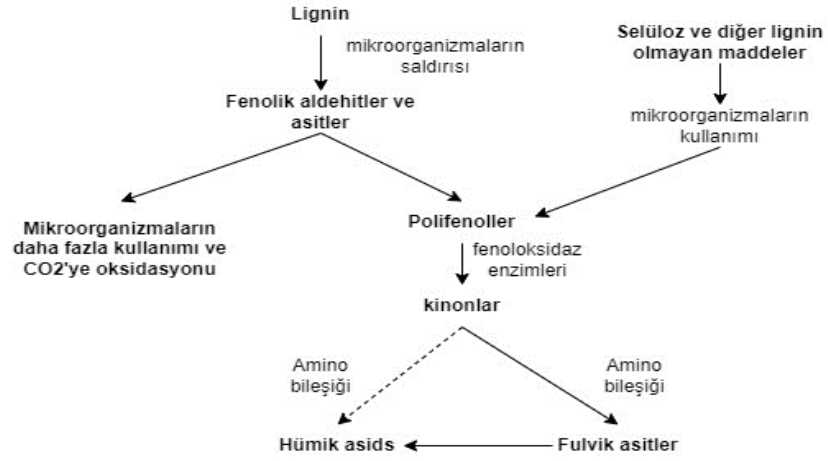 Lignin
mikroorganizmaların
saldırısı
Selüloz ve diğer lignin
olmayan maddeler
Fenolik aldehitler ve
asitler
mikroorganizmaların
kullanımı
Mikroorganizmaların
daha fazla kullanımı ve
CO2'ye oksidasyonu
Polifenoller
fenoloksidaz
enzimleri
kinonlar
Amino
bileşiği
Amino
bileşiği
Hümik asids
Fulvik asitler